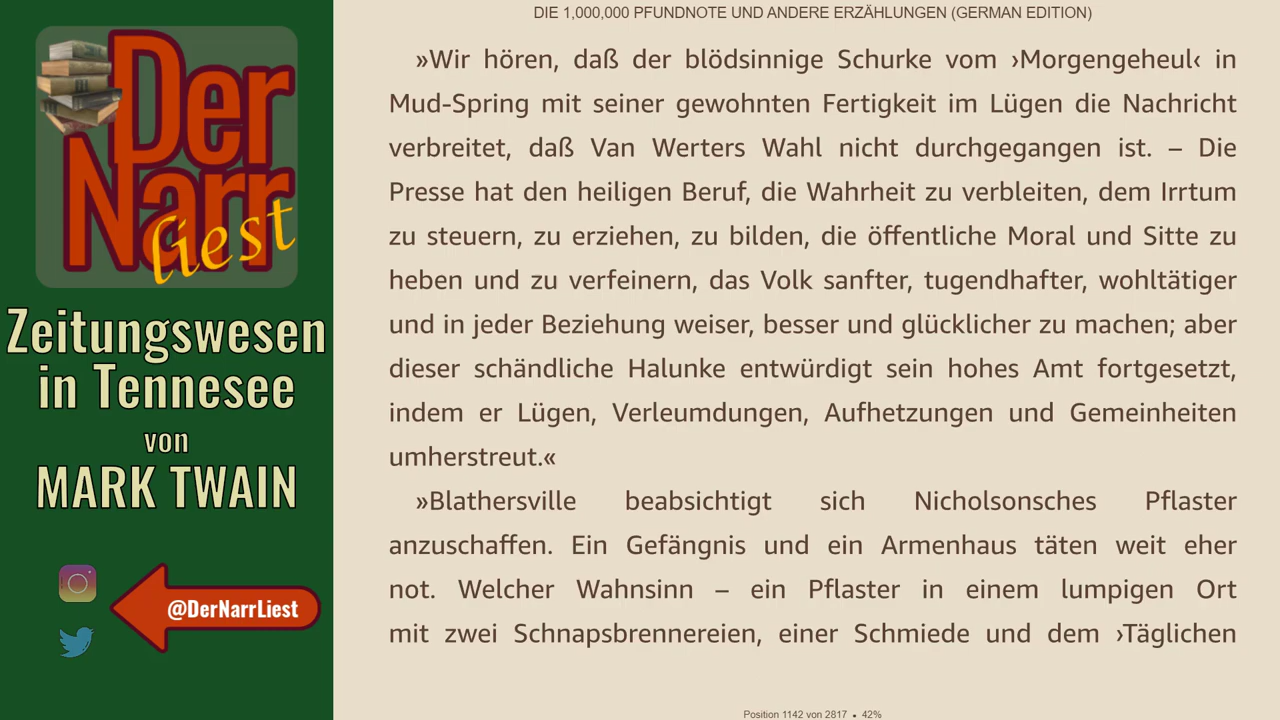 Der
Narr
liest
Zeitungswesen
in Tennesee
von
MARK TWAIN
@DerNarrLiest
DIE 1,000,000 PFUNDNOTE UND ANDERE ERZÄHLUNGEN (GERMAN EDITION)
»Wir hören, daß der blödsinnige Schurke vom ›Morgengeheul‹ in
Mud-Spring mit seiner gewohnten Fertigkeit im Lügen die Nachricht
verbreitet, daß Van Werters Wahl nicht durchgegangen ist. – Die
Presse hat den heiligen Beruf, die Wahrheit zu verbleiten, dem Irrtum
zu steuern, zu erziehen, zu bilden, die öffentliche Moral und Sitte zu
heben und zu verfeinern, das Volk sanfter, tugendhafter, wohltätiger
und in jeder Beziehung weiser, besser und glücklicher zu machen; aber
dieser schändliche Halunke entwürdigt sein hohes Amt fortgesetzt,
indem er Lügen, Verleumdungen, Aufhetzungen und Gemeinheiten
umherstreut.«
»Blathersville beabsichtigt sich Nicholsonsches Pflaster
anzuschaffen. Ein Gefängnis und ein Armenhaus täten weit eher
not. Welcher Wahnsinn – ein Pflaster in einem lumpigen Ort
mit zwei Schnapsbrennereien, einer Schmiede und dem ›Täglichen
Position 1142 von 2817 • 42%